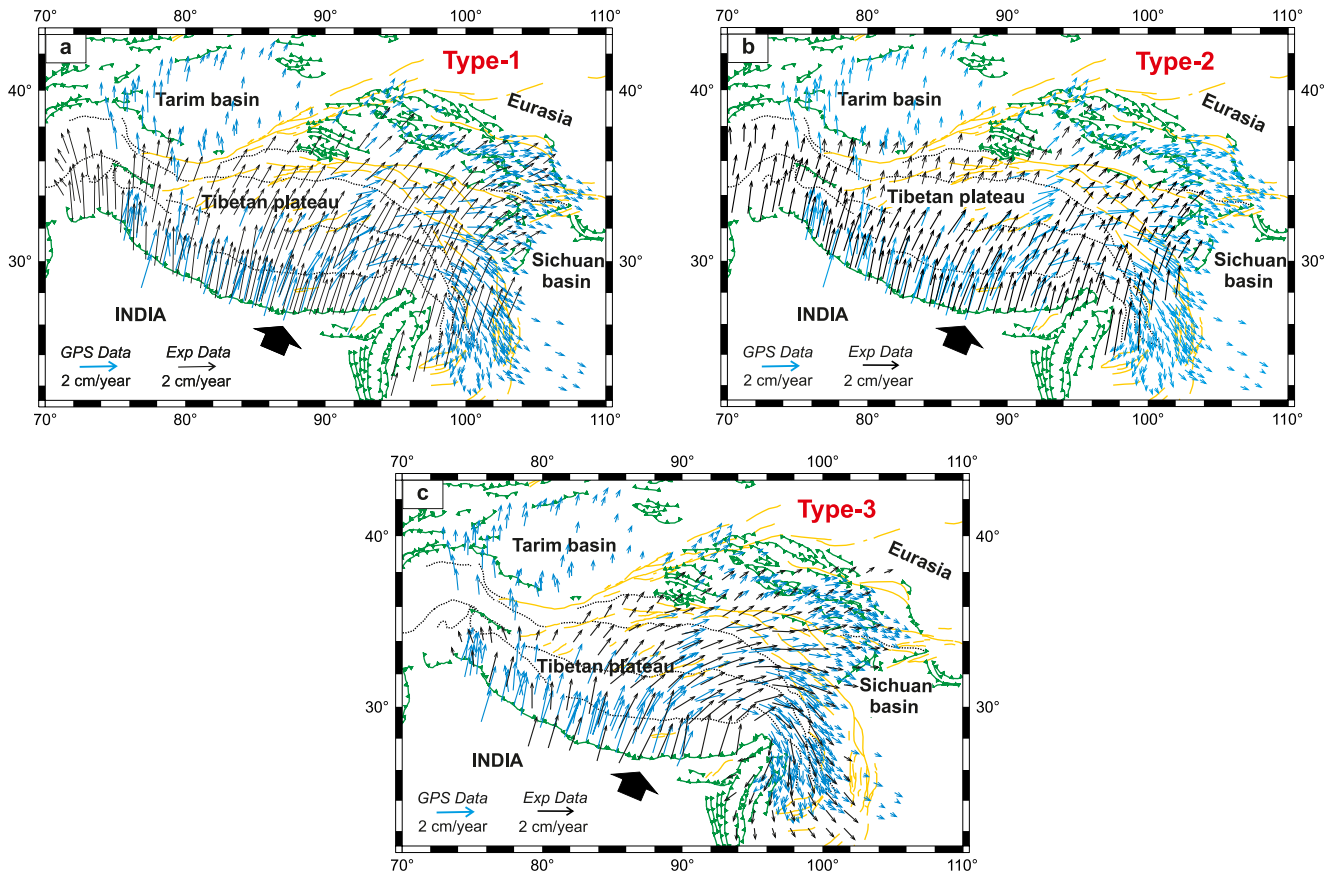 70° 80° 90° 100° 110° 70° 80° 90° 100° 110°
a Type-1
b Type-2
40° Tarim basin Eurasia 40° Tarim basin Eurasia 40°
Tibetan plateau Tibetan plateau
30° Sichuan basin 30° Sichuan basin 30°
INDIA INDIA
GPS Data Exp Data GPS Data Exp Data
2 cm/year 2 cm/year 2 cm/year 2 cm/year
70° 80° 90° 100° 110° 70° 80° 90° 100° 110°
70° 80° 90° 100° 110°
c Type-3
40° Tarim basin Eurasia 40°
Tibetan plateau
Sichuan
basin
30° 30°
INDIA
GPS Data Exp Data
2 cm/year 2 cm/year
70° 80° 90° 100° 110°